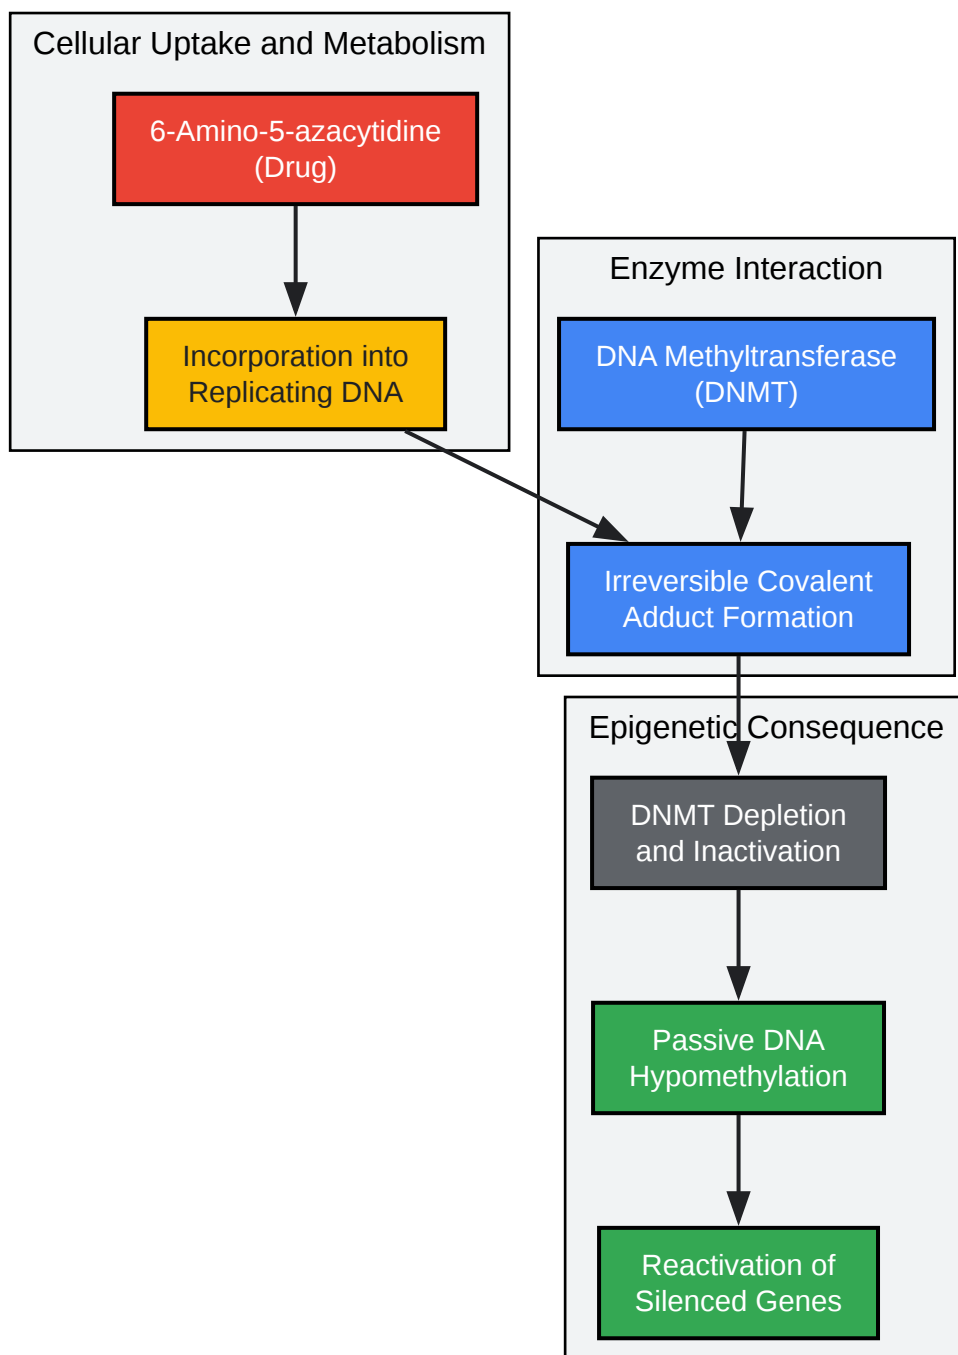 Cellular Uptake and Metabolism
6-Amino-5-azacytidine
(Drug)
Incorporation into
Replicating DNA
Enzyme Interaction
DNA Methyltransferase
(DNMT)
Irreversible Covalent
Adduct Formation
Epigenetic Consequence
DNMT Depletion
and Inactivation
Passive DNA
Hypomethylation
Reactivation of
Silenced Genes